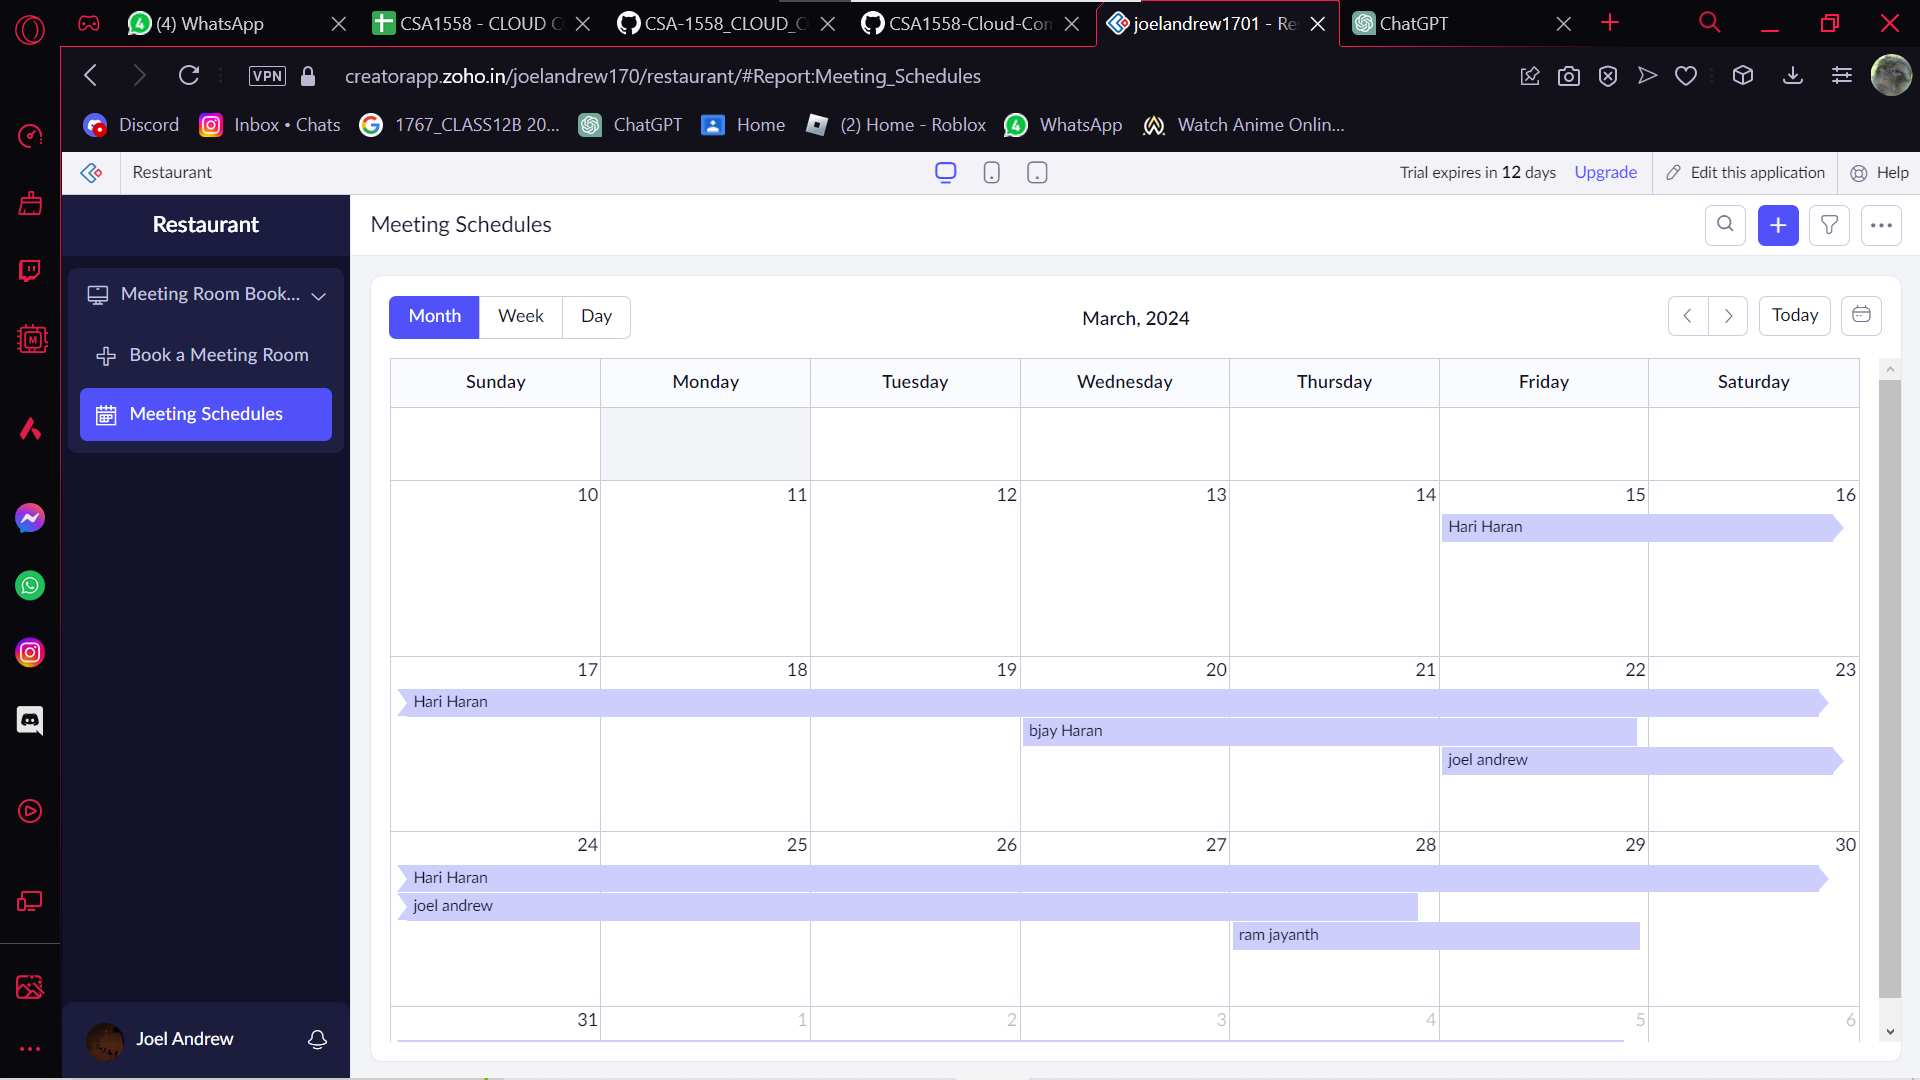 (4) WhatsApp
CSA1558 - CLOUD C
CSA-1558_CLOUD_C
CSA1558-Cloud-Con
joelandrew1701 - Re
ChatGPT
VPN
creatorapp.zoho.in/joelandrew170/restaurant/#Report:Meeting_Schedules
Discord
Inbox • Chats
1767_CLASS12B 20...
ChatGPT
Home
(2) Home - Roblox
WhatsApp
Watch Anime Onlin...
Restaurant
Trial expires in 12 days
Upgrade
Edit this application
Help
Restaurant
Meeting Room Book...
Book a Meeting Room
Meeting Schedules
Meeting Schedules
Month
Week
Day
March, 2024
Today
Sunday
Monday
Tuesday
Wednesday
Thursday
Friday
Saturday
10
11
12
13
14
15
16
Hari Haran
17
18
19
20
21
22
23
Hari Haran
bjay Haran
joel andrew
24
25
26
27
28
29
30
Hari Haran
joel andrew
ram jayanth
31
1
2
3
4
5
6
Joel Andrew